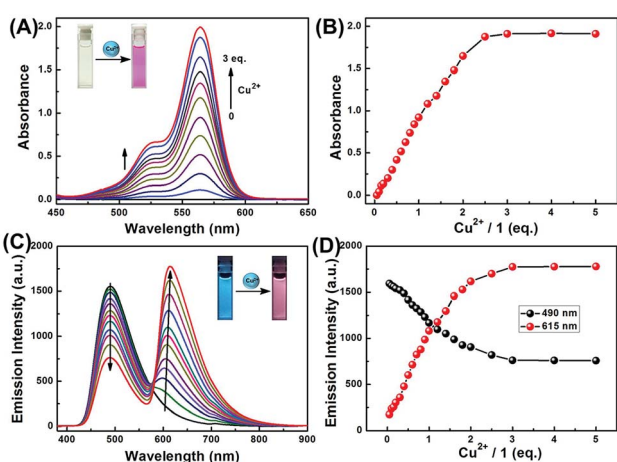 (A)
Cu²⁺
3 eq.
Cu²⁺
0
Absorbance
2.0
1.5
1.0
0.5
0.0
450 500 550 600 650
Wavelength (nm)
(B)
Absorbance
2.0
1.5
1.0
0.5
0.0
0 1 2 3 4 5
Cu²⁺ / 1 (eq.)
(C)
Cu²⁺
Emission Intensity (a.u.)
2000
1500
1000
500
0
400 500 600 700 800 900
Wavelength (nm)
(D)
490 nm
615 nm
Emission Intensity (a.u.)
2000
1500
1000
500
0
0 1 2 3 4 5
Cu²⁺ / 1 (eq.)